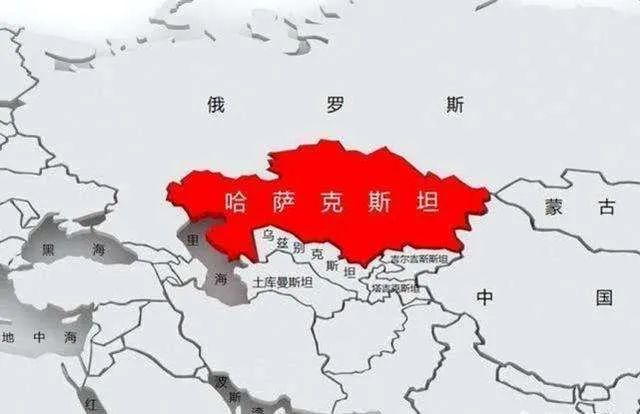 俄罗斯
哈萨克斯坦
蒙古
乌兹别克斯坦
里海
黑海
吉尔吉斯斯坦
土库曼斯坦
塔吉克斯坦
中国
地中海
红
波斯湾